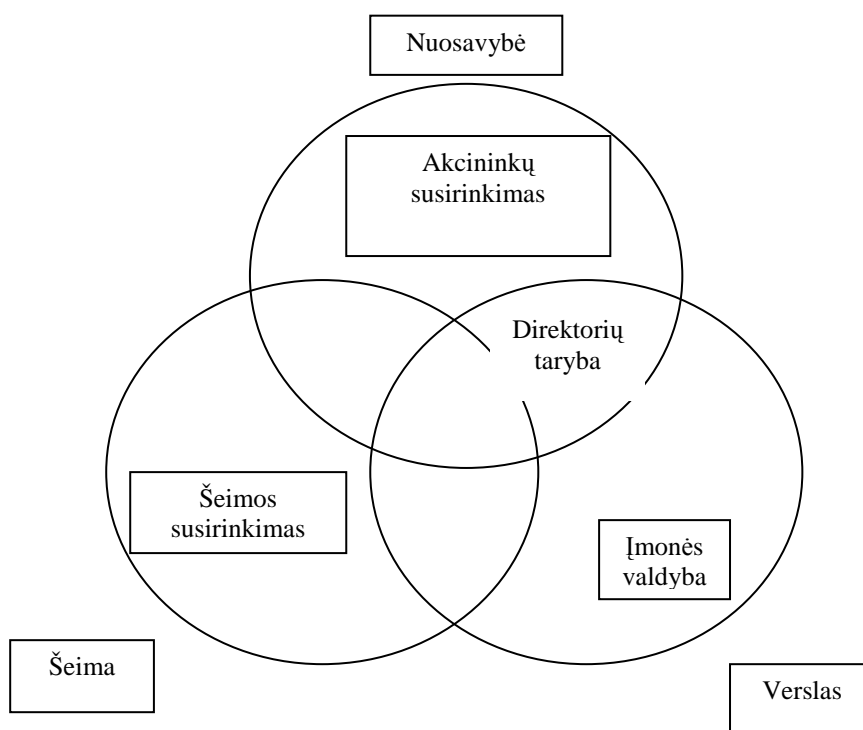 Nuosavybė
Akcininkų
susirinkimas
Direktorių
taryba
Šeimos
susirinkimas
Įmonės
valdyba
Šeima
Verslas